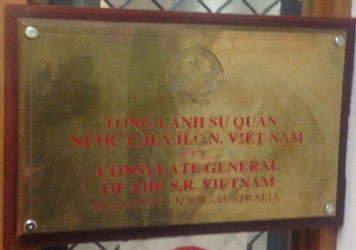 TỔNG LÃNH SỰ QUÁN
NƯỚC C.H.X.H.C.N. VIỆT NAM
CONSULATE GENERAL
OF THE S.R. VIETNAM
N.S.W. AUSTRALIA